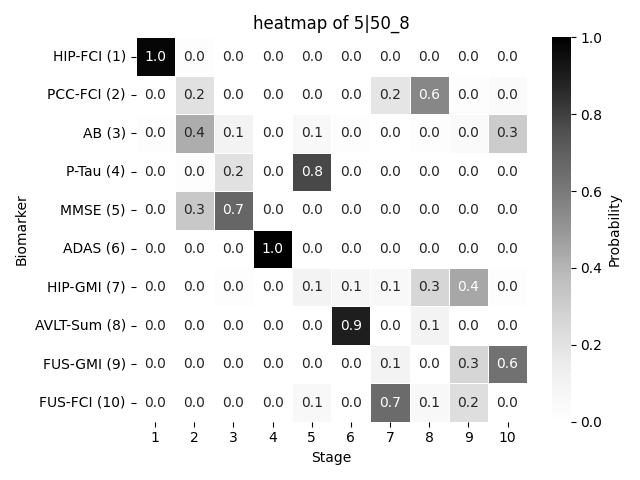 heatmap of 5|50_8
HIP-FCI (1) 1.0 0.0 0.0 0.0 0.0 0.0 0.0 0.0 0.0 0.0
PCC-FCI (2) 0.0 0.2 0.0 0.0 0.0 0.0 0.2 0.6 0.0 0.0
AB (3) 0.0 0.4 0.1 0.0 0.1 0.0 0.0 0.0 0.0 0.3
P-Tau (4) 0.0 0.0 0.2 0.0 0.8 0.0 0.0 0.0 0.0 0.0
MMSE (5) 0.0 0.3 0.7 0.0 0.0 0.0 0.0 0.0 0.0 0.0
ADAS (6) 0.0 0.0 0.0 1.0 0.0 0.0 0.0 0.0 0.0 0.0
HIP-GMI (7) 0.0 0.0 0.0 0.0 0.1 0.1 0.1 0.3 0.4 0.0
AVLT-Sum (8) 0.0 0.0 0.0 0.0 0.0 0.9 0.0 0.1 0.0 0.0
FUS-GMI (9) 0.0 0.0 0.0 0.0 0.0 0.0 0.1 0.0 0.3 0.6
FUS-FCI (10) 0.0 0.0 0.0 0.0 0.1 0.0 0.7 0.1 0.2 0.0
1 2 3 4 5 6 7 8 9 10
Stage
Biomarker
1.0
0.8
0.6
0.4
0.2
0.0
Probability